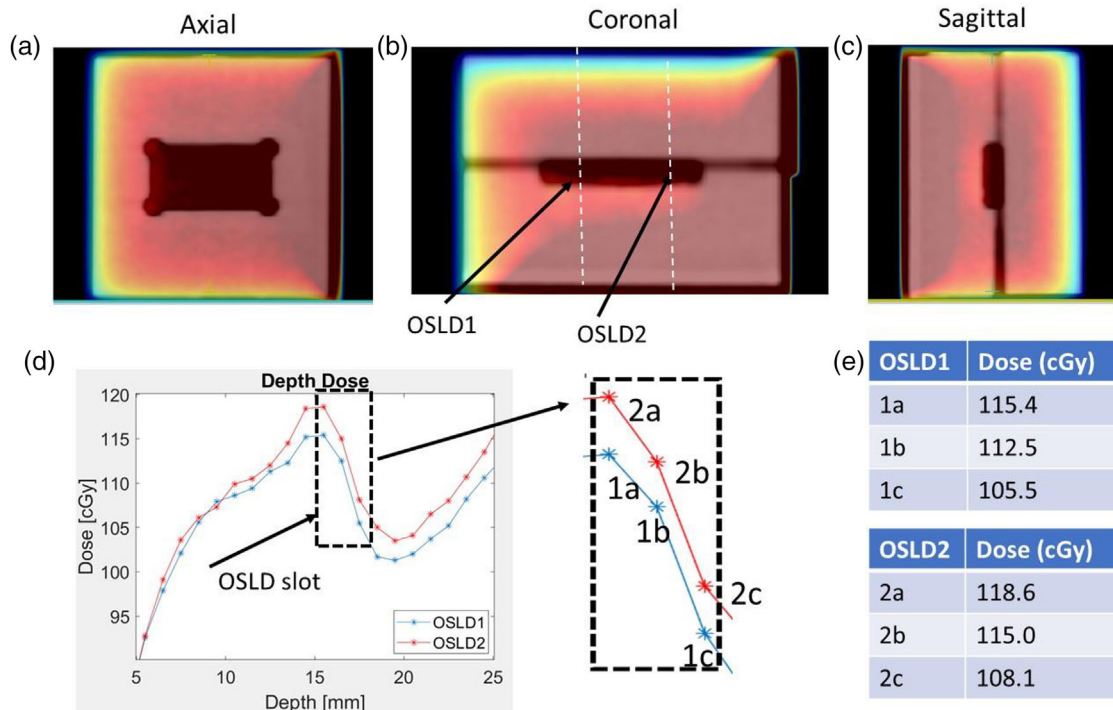 Axial
Coronal
Sagittal
(a)
(b)
(c)
OSLD1
OSLD2
(d)
Depth Dose
120
115
110
105
100
95
Dose [cGy]
OSLD slot
OSLD1
OSLD2
5
10
15
20
25
Depth [mm]
2a
2b
1a
1b
2c
1c
(e)
OSLD1 Dose (cGy)
1a 115.4
1b 112.5
1c 105.5
OSLD2 Dose (cGy)
2a 118.6
2b 115.0
2c 108.1